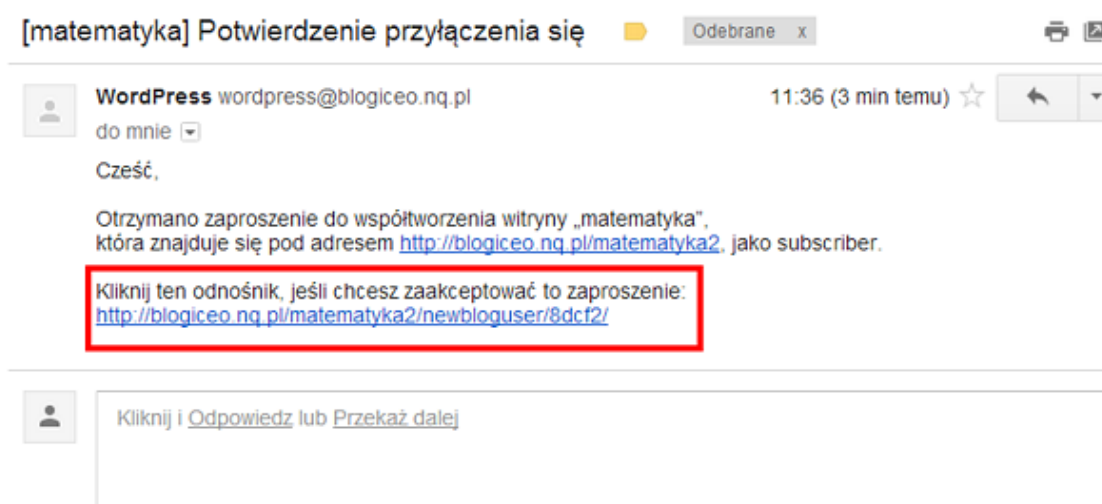 [matematyka] Potwierdzenie przyłączenia się Odebrane x
WordPress wordpress@blogiceo.nq.pl 11:36 (3 min temu)
do mnie
Cześć,
Otrzymano zaproszenie do współtworzenia witryny „matematyka",
która znajduje się pod adresem http://blogiceo.nq.pl/matematyka2, jako subscriber.
Kliknij ten odnośnik, jeśli chcesz zaakceptować to zaproszenie:
http://blogiceo.nq.pl/matematyka2/newbloguser/8dcf2/
Kliknij i Odpowiedz lub Przekaż dalej